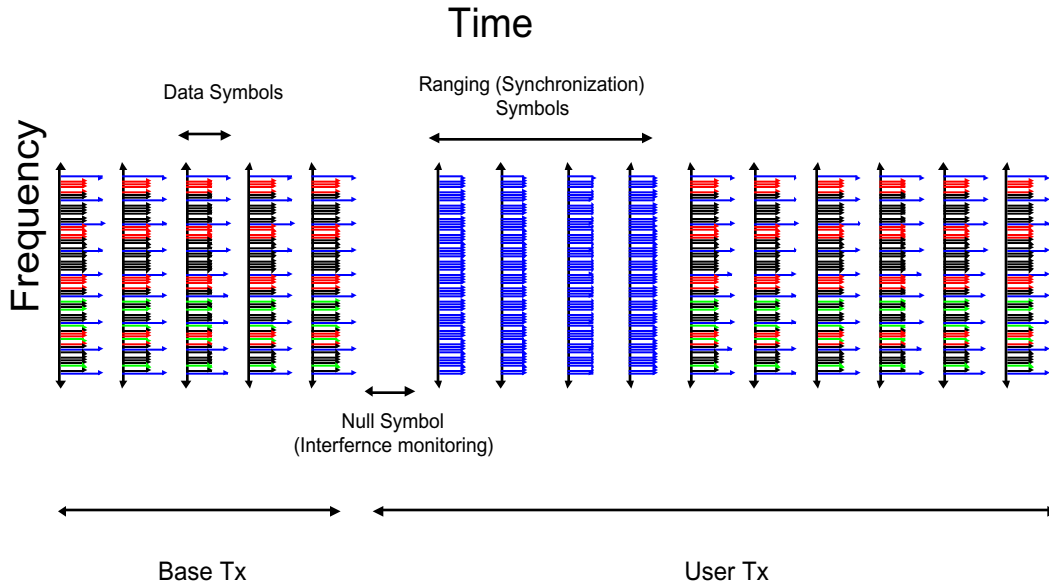 Time
Data Symbols
Ranging (Synchronization)
Symbols
Frequency
Null Symbol
(Interfernce monitoring)
Base Tx
User Tx